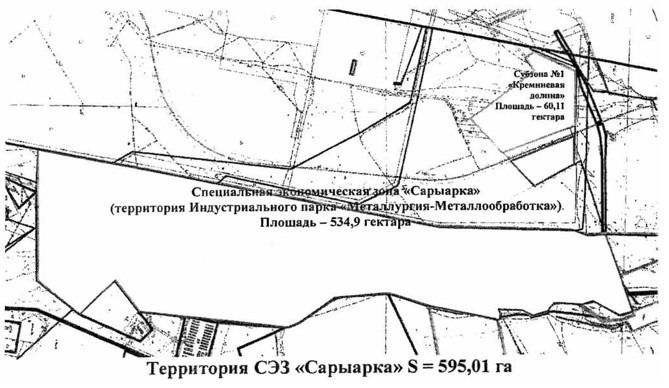 Субзона №1
«Кремниевая
долина»
Площадь – 60,11
гектара
Специальная экономическая зона «Сарыарка»
(территория Индустриального парка «Металлургия-Металлообработка»).
Площадь – 534,9 гектара
Территория СЭЗ «Сарыарка» S = 595,01 га